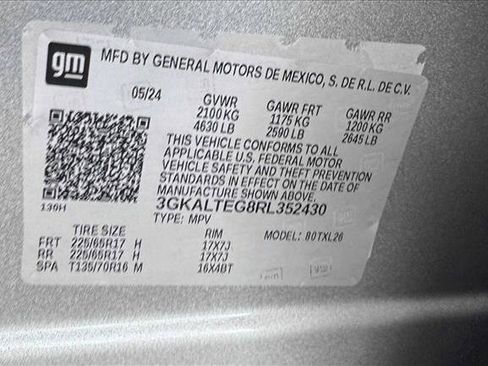 gm
MFD BY GENERAL MOTORS DE MEXICO, S. DE R.L. DE C.V.
05/24 GVWR GAWR FRT GAWR RR
2100 KG 1175 KG 1200 KG
4630 LB 2590 LB 2645 LB
THIS VEHICLE CONFORMS TO ALL
APPLICABLE U.S. FEDERAL MOTOR
VEHICLE SAFETY AND THEFT PREVENTION
STANDARDS IN EFFECT ON THE DATE OF
MANUFACTURE SHOWN ABOVE.
3GKALTEG8RL352430
TYPE: MPV MODEL: 80TXL26
139H
TIRE SIZE RIM
FRT 225/65R17 H 17X7J
RR 225/65R17 H 17X7J
SPA T135/70R16 M 16X4BT